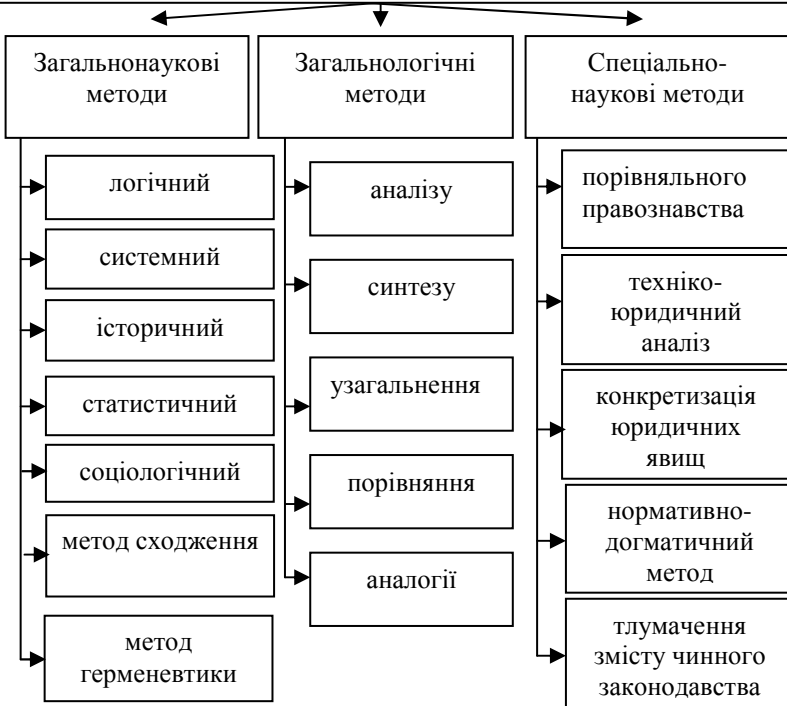 Загальнонаукові
методи
логічний
системний
історичний
статистичний
соціологічний
метод сходження
метод
герменевтики
Загальнологічні
методи
аналізу
синтезу
узагальнення
порівняння
аналогії
Спеціально-
наукові методи
порівняльного
правознавства
техніко-
юридичний
аналіз
конкретизація
юридичних
явищ
нормативно-
догматичний
метод
тлумачення
змісту чинного
законодавства